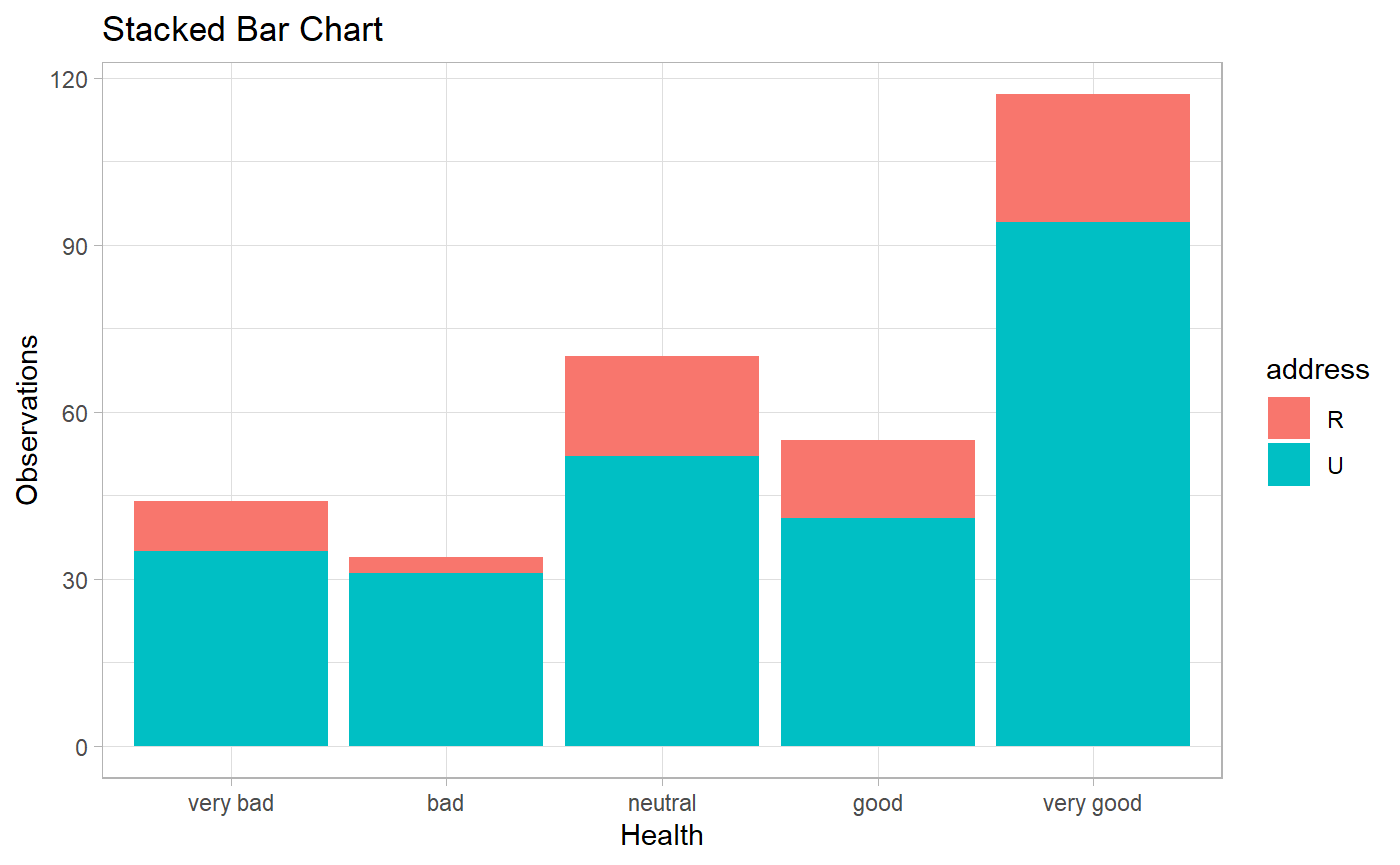 Stacked Bar Chart
120
90
60
30
0
Observations
very bad
bad
neutral
good
very good
Health
address
R
U